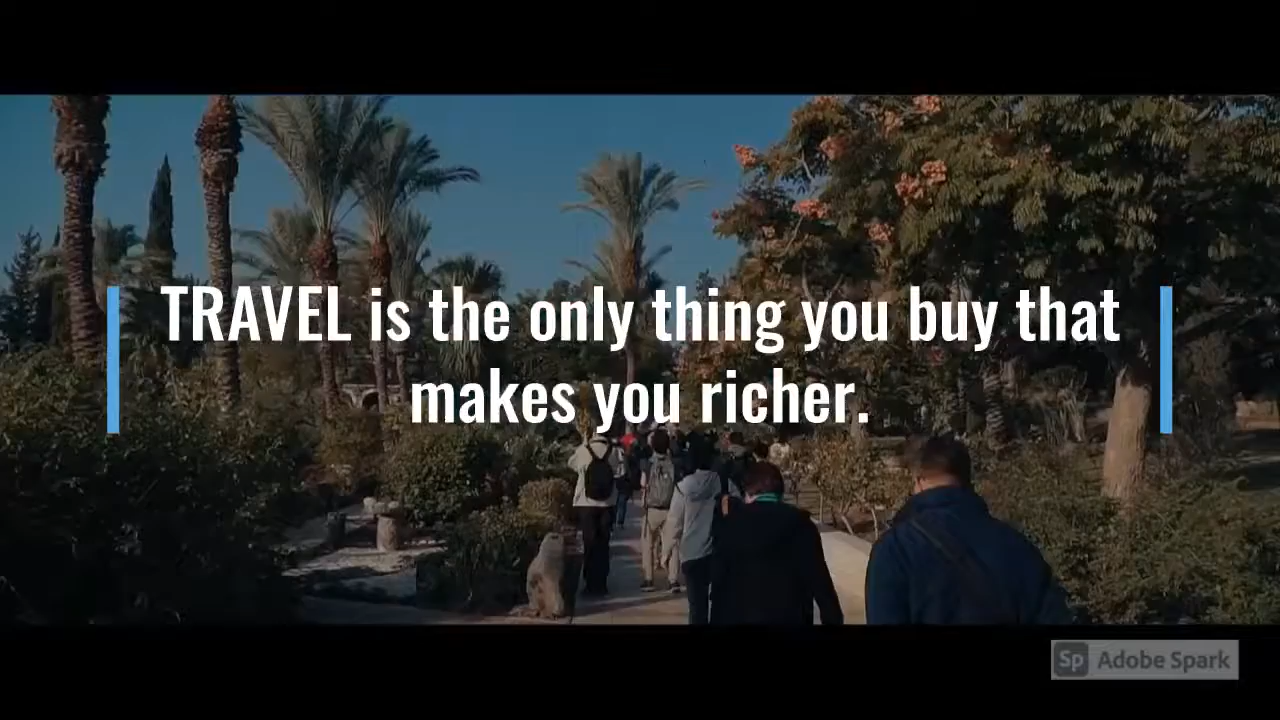 TRAVEL is the only thing you buy that
makes you richer.
Sp Adobe Spark